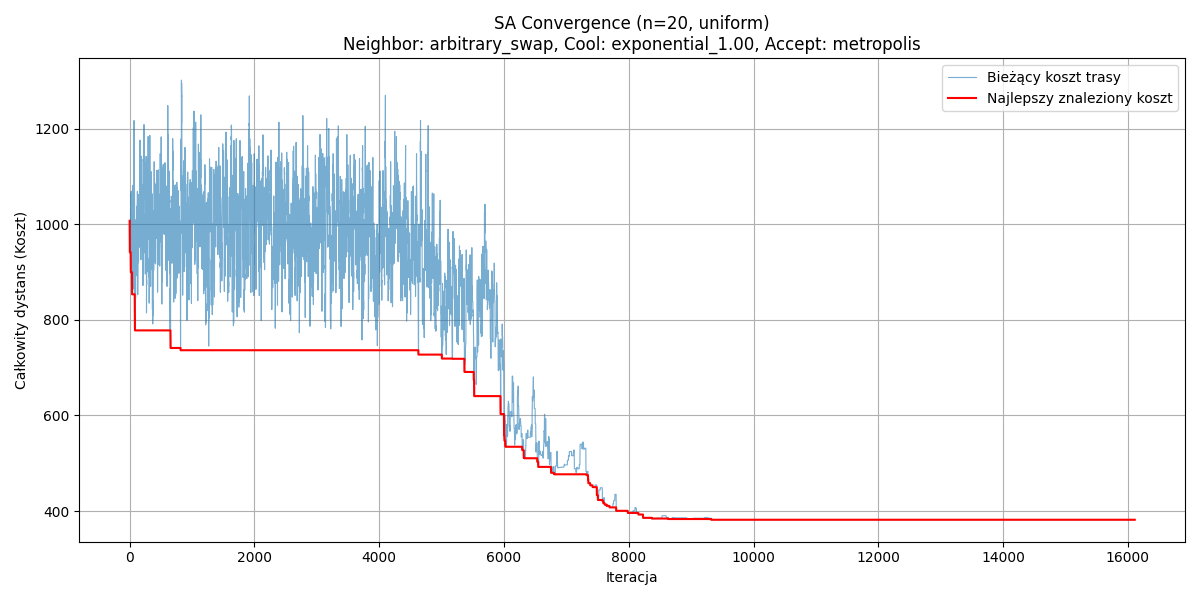 SA Convergence (n=20, uniform)
Neighbor: arbitrary_swap, Cool: exponential_1.00, Accept: metropolis
Bieżący koszt trasy
Najlepszy znaleziony koszt
Całkowity dystans (Koszt)
1200
1000
800
600
400
0 2000 4000 6000 8000 10000 12000 14000 16000
Iteracja